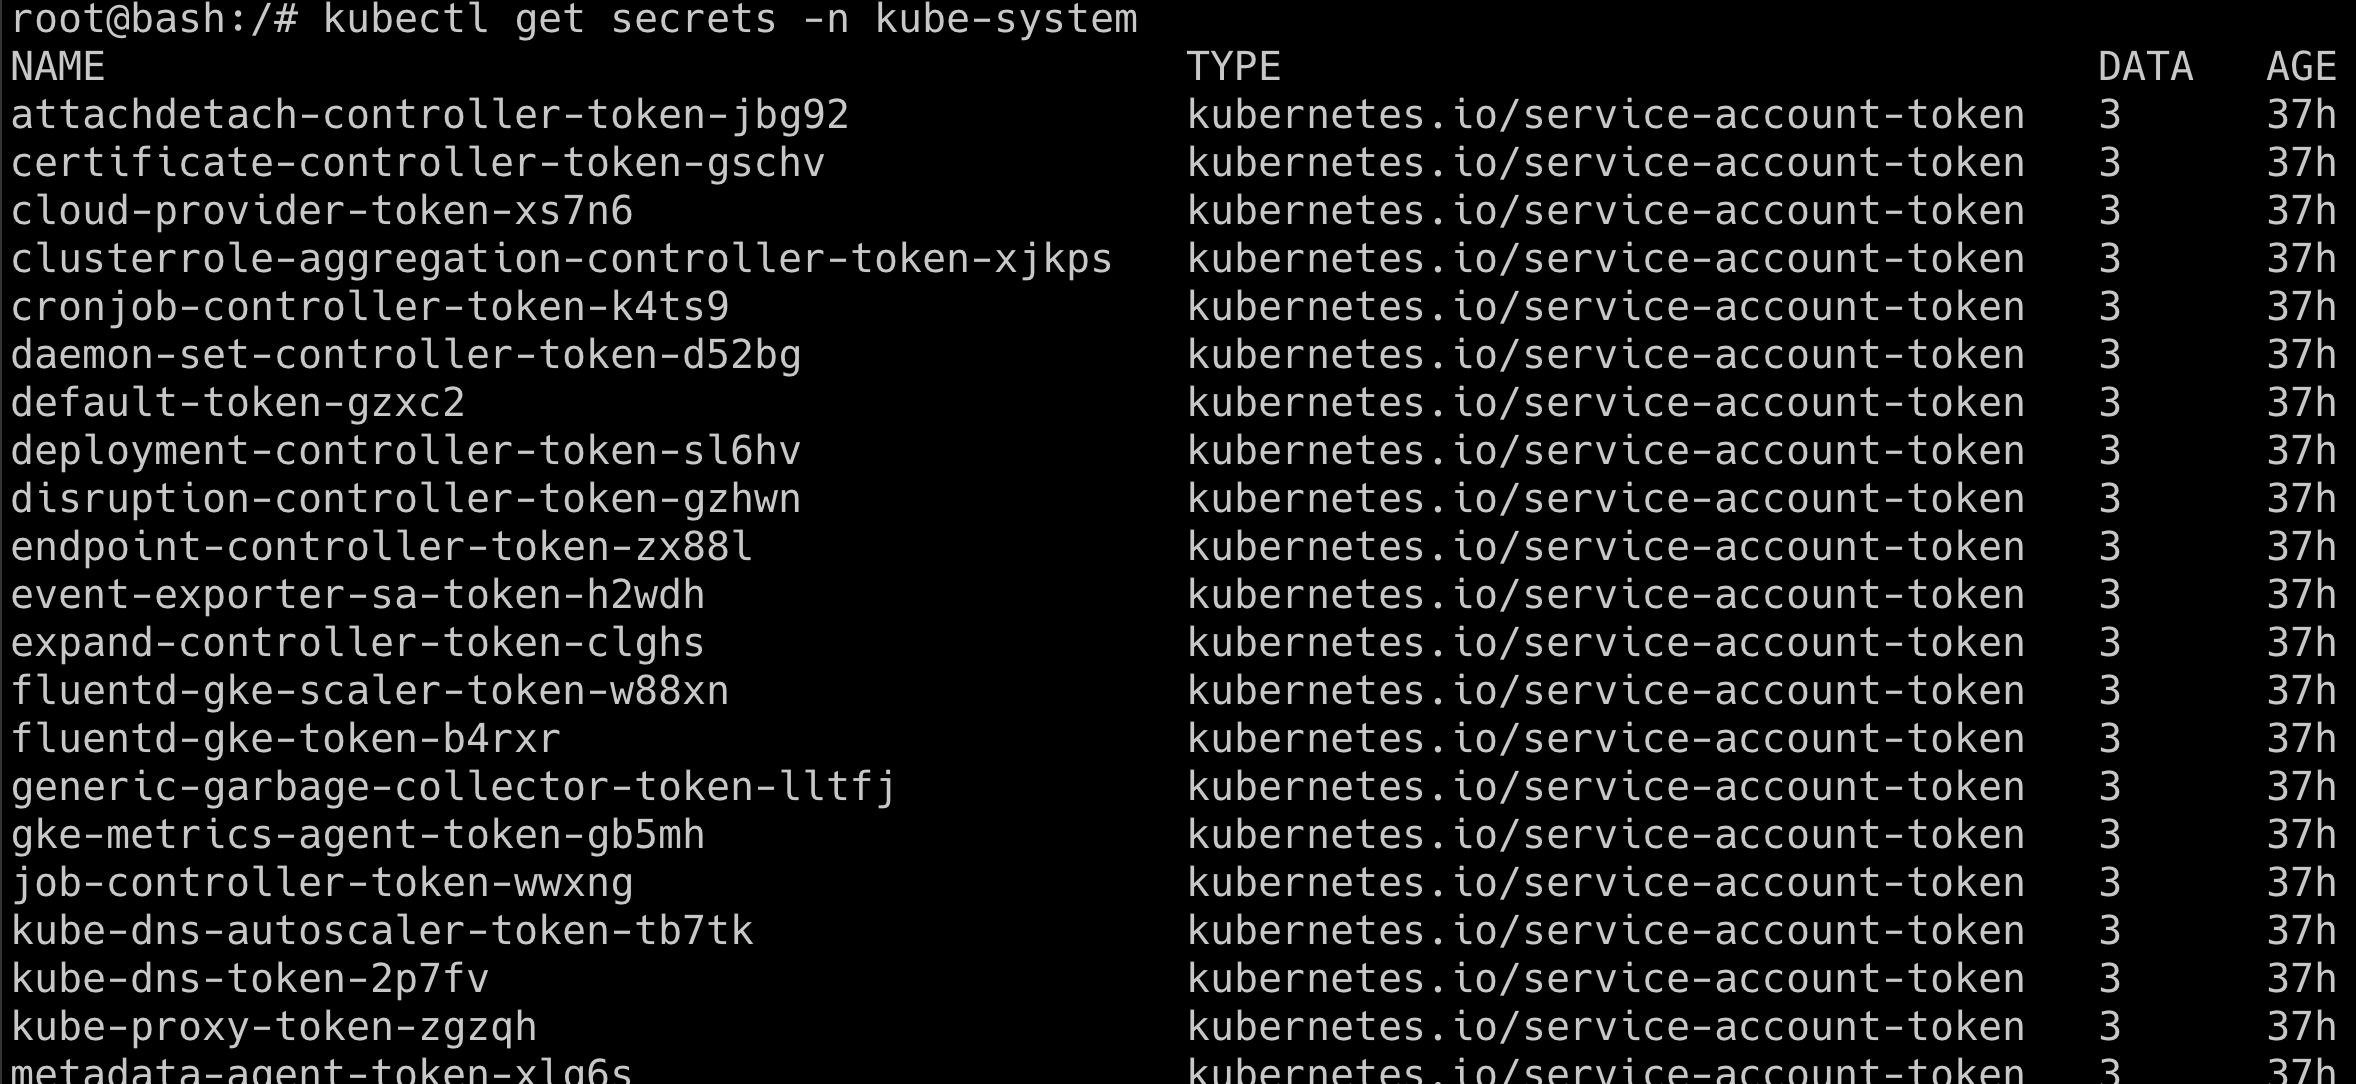 root@bash:/# kubectl get secrets -n kube-system
NAME TYPE DATA AGE
attachdetach-controller-token-jbg92 kubernetes.io/service-account-token 3 37h
certificate-controller-token-gschv kubernetes.io/service-account-token 3 37h
cloud-provider-token-xs7n6 kubernetes.io/service-account-token 3 37h
clusterrole-aggregation-controller-token-xjkps kubernetes.io/service-account-token 3 37h
cronjob-controller-token-k4ts9 kubernetes.io/service-account-token 3 37h
daemon-set-controller-token-d52bg kubernetes.io/service-account-token 3 37h
default-token-gzxc2 kubernetes.io/service-account-token 3 37h
deployment-controller-token-sl6hv kubernetes.io/service-account-token 3 37h
disruption-controller-token-gzhwn kubernetes.io/service-account-token 3 37h
endpoint-controller-token-zx88l kubernetes.io/service-account-token 3 37h
event-exporter-sa-token-h2wdh kubernetes.io/service-account-token 3 37h
expand-controller-token-clghs kubernetes.io/service-account-token 3 37h
fluentd-gke-scaler-token-w88xn kubernetes.io/service-account-token 3 37h
fluentd-gke-token-b4rxr kubernetes.io/service-account-token 3 37h
generic-garbage-collector-token-lltfj kubernetes.io/service-account-token 3 37h
gke-metrics-agent-token-gb5mh kubernetes.io/service-account-token 3 37h
job-controller-token-wwxng kubernetes.io/service-account-token 3 37h
kube-dns-autoscaler-token-tb7tk kubernetes.io/service-account-token 3 37h
kube-dns-token-2p7fv kubernetes.io/service-account-token 3 37h
kube-proxy-token-zgzqh kubernetes.io/service-account-token 3 37h
kubernetes.io/service-account-token 3 37h